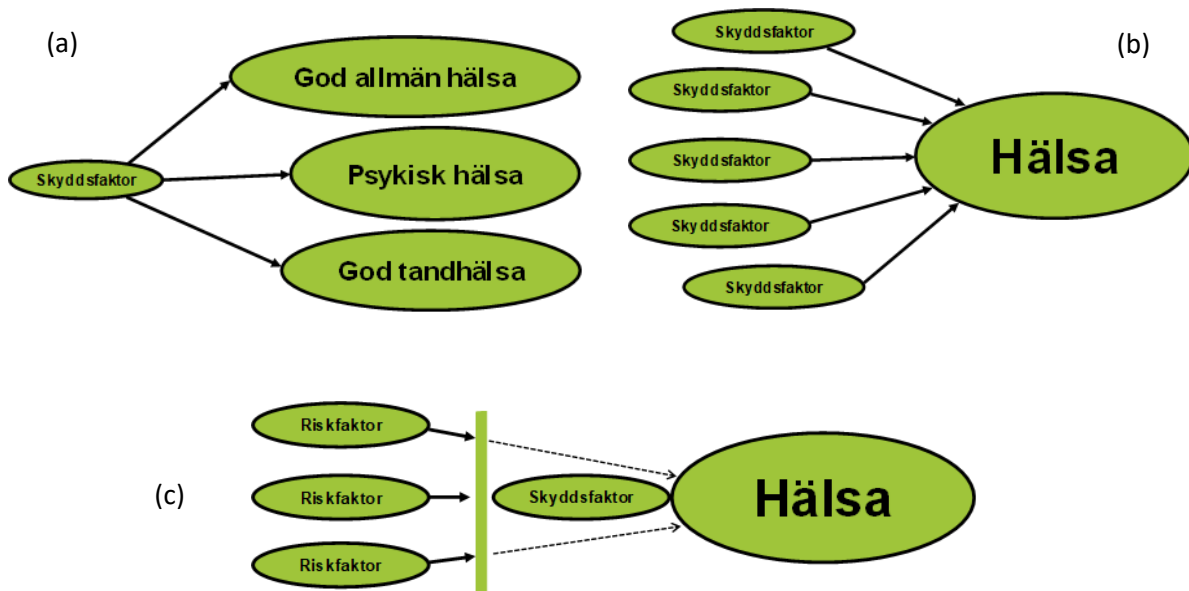 (a)
God allmän hälsa
Skyddsfaktor
Psykisk hälsa
God tandhälsa
(b)
Skyddsfaktor
Skyddsfaktor
Skyddsfaktor
Skyddsfaktor
Skyddsfaktor
Hälsa
(c)
Riskfaktor
Riskfaktor
Riskfaktor
Skyddsfaktor
Hälsa